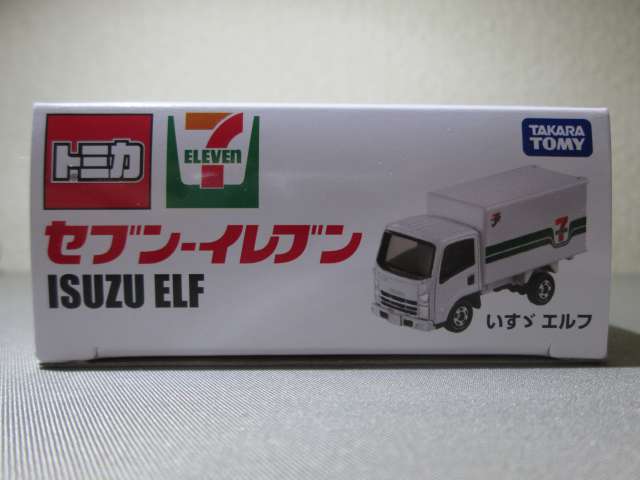 トミカ
7
ELEVEN
TAKARA
TOMY
セブン-イレブン
ISUZU ELF
7
いすゞ エルフ